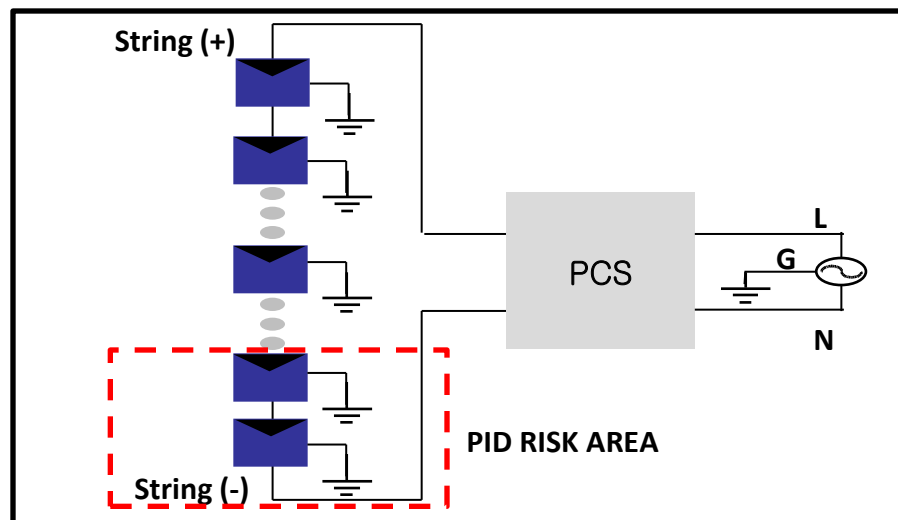 String (+)
L
G
PCS
N
PID RISK AREA
String (-)